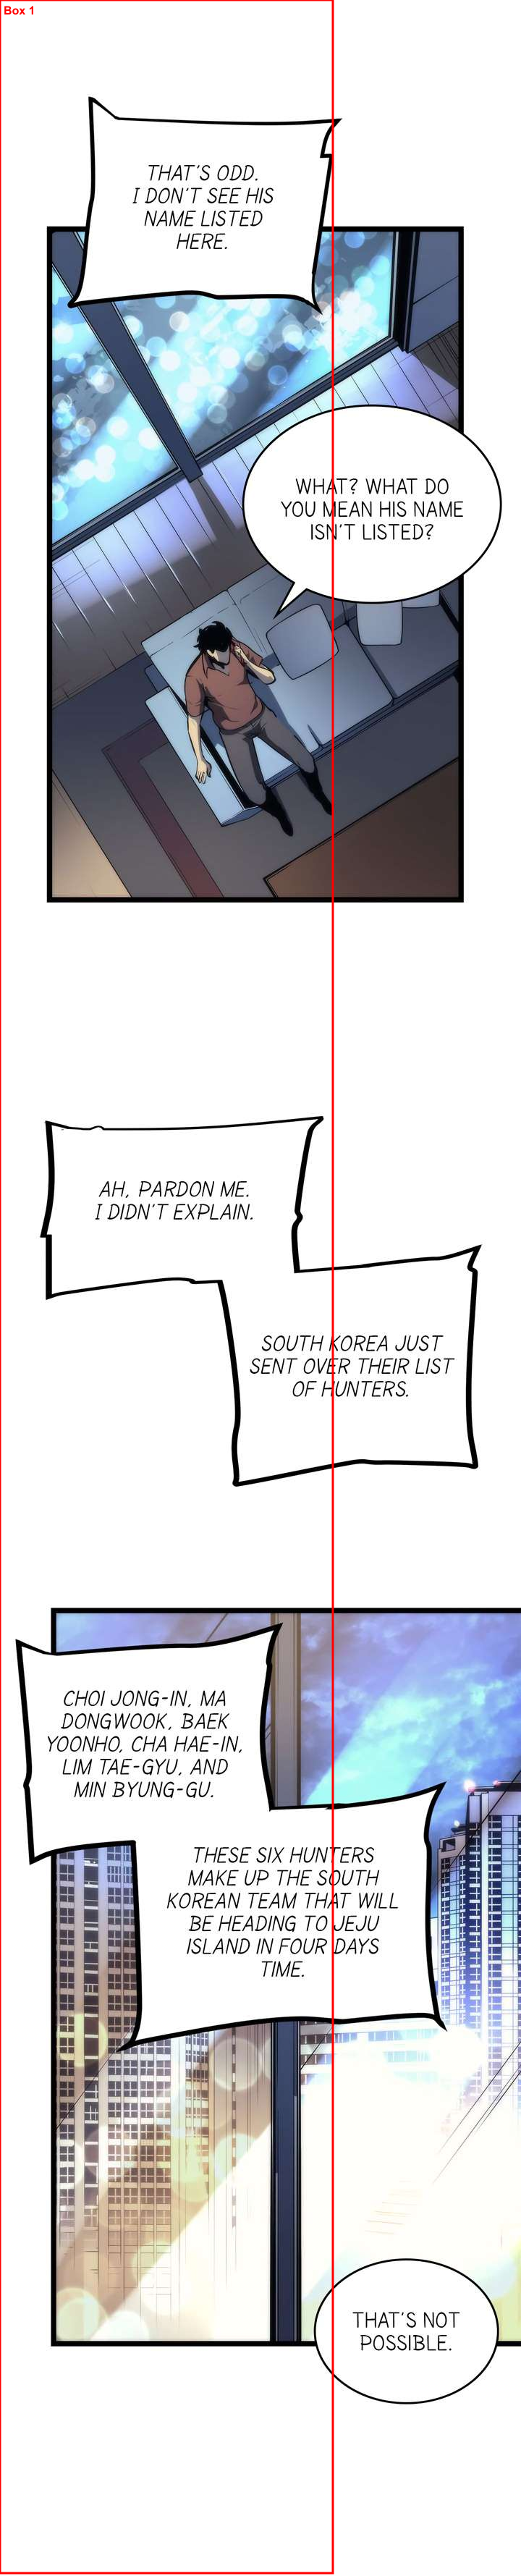 Box 1
THAT'S ODD.
I DON'T SEE HIS
NAME LISTED
HERE.
WHAT? WHAT DO
YOU MEAN HIS NAME
ISN'T LISTED?
AH, PARDON ME.
I DIDN'T EXPLAIN.
SOUTH KOREA JUST
SENT OVER THEIR LIST
OF HUNTERS.
CHOI JONG-IN, MA
DONGWOOK, BAEK
YOONHO, CHA HAE-IN,
LIM TAE-GYU, AND
MIN BYUNG-GU.
THESE SIX HUNTERS
MAKE UP THE SOUTH
KOREAN TEAM THAT WILL
BE HEADING TO JEJU
ISLAND IN FOUR DAYS
TIME.
THAT'S NOT
POSSIBLE.